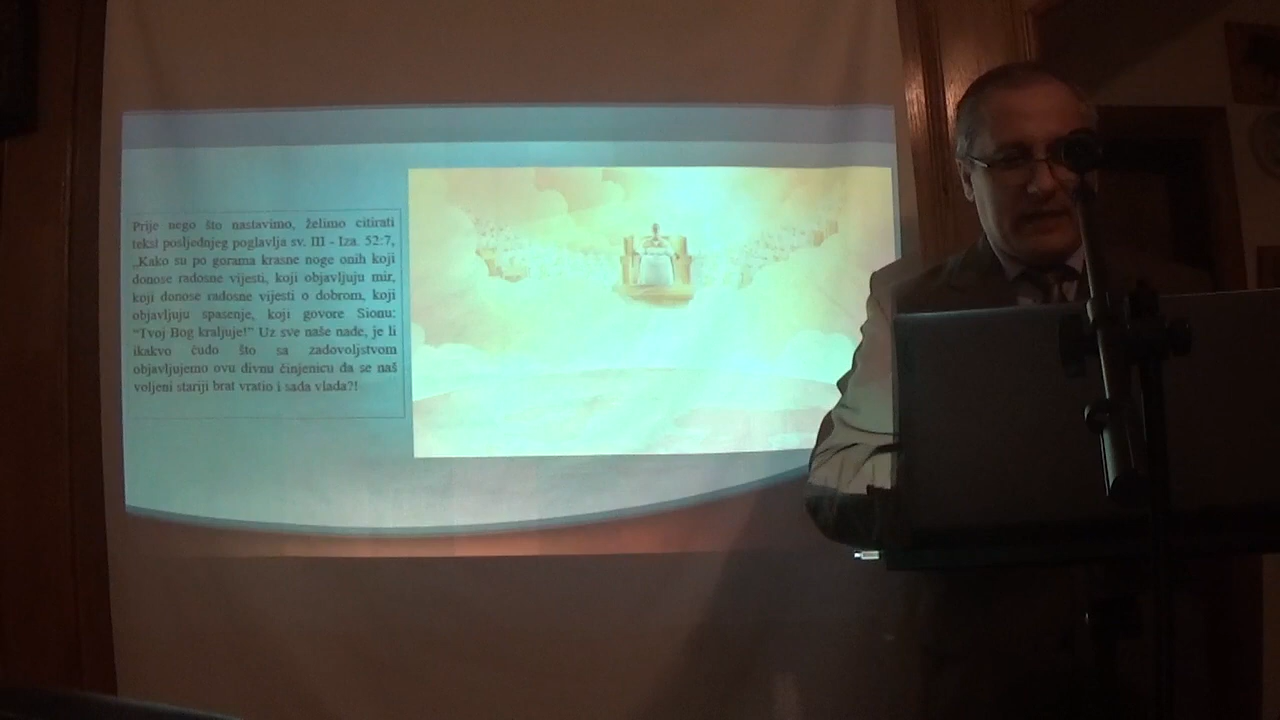 Prije nego što nastavimo, želimo citirati
tekst posljednjeg poglavlja sv. III - Iza. 52:7,
„Kako su po gorama krasne noge onih koji
donose radosne vijesti, koji objavljuju mir,
koji donose radosne vijesti o dobrom, koji
objavljuju spasenje, koji govore Sionu:
“Tvoj Bog kraljuje!” Uz sve naše nade, je li
ikakvo čudo što sa zadovoljstvom
objavljujemo ovu divnu činjenicu da se naš
voljeni stariji brat vratio i sada vlada?!